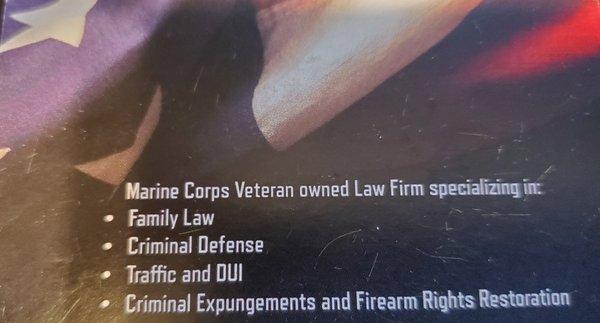 Marine Corps Veteran owned Law Firm specializing in:
• Family Law
• Criminal Defense
• Traffic and DUI
• Criminal Expungements and Firearm Rights Restoration